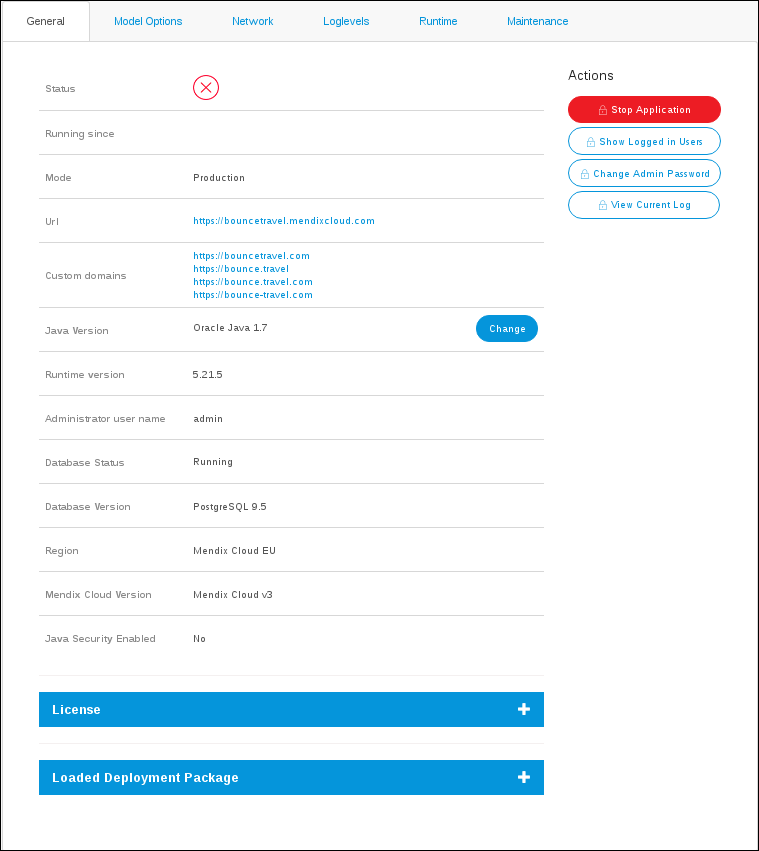 General Model Options Network Loglevels Runtime Maintenance
Status
Running since
Mode Production
Url https://bouncetravel.mendixcloud.com
Custom domains
https://bouncetravel.com
https://bounce.travel
https://bounce.travel.com
https://bounce-travel.com
Java Version Oracle Java 1.7 Change
Runtime version 5.21.5
Administrator user name admin
Database Status Running
Database Version PostgreSQL 9.5
Region Mendix Cloud EU
Mendix Cloud Version Mendix Cloud v3
Java Security Enabled No
License
Loaded Deployment Package
Actions
Stop Application
Show Logged in Users
Change Admin Password
View Current Log